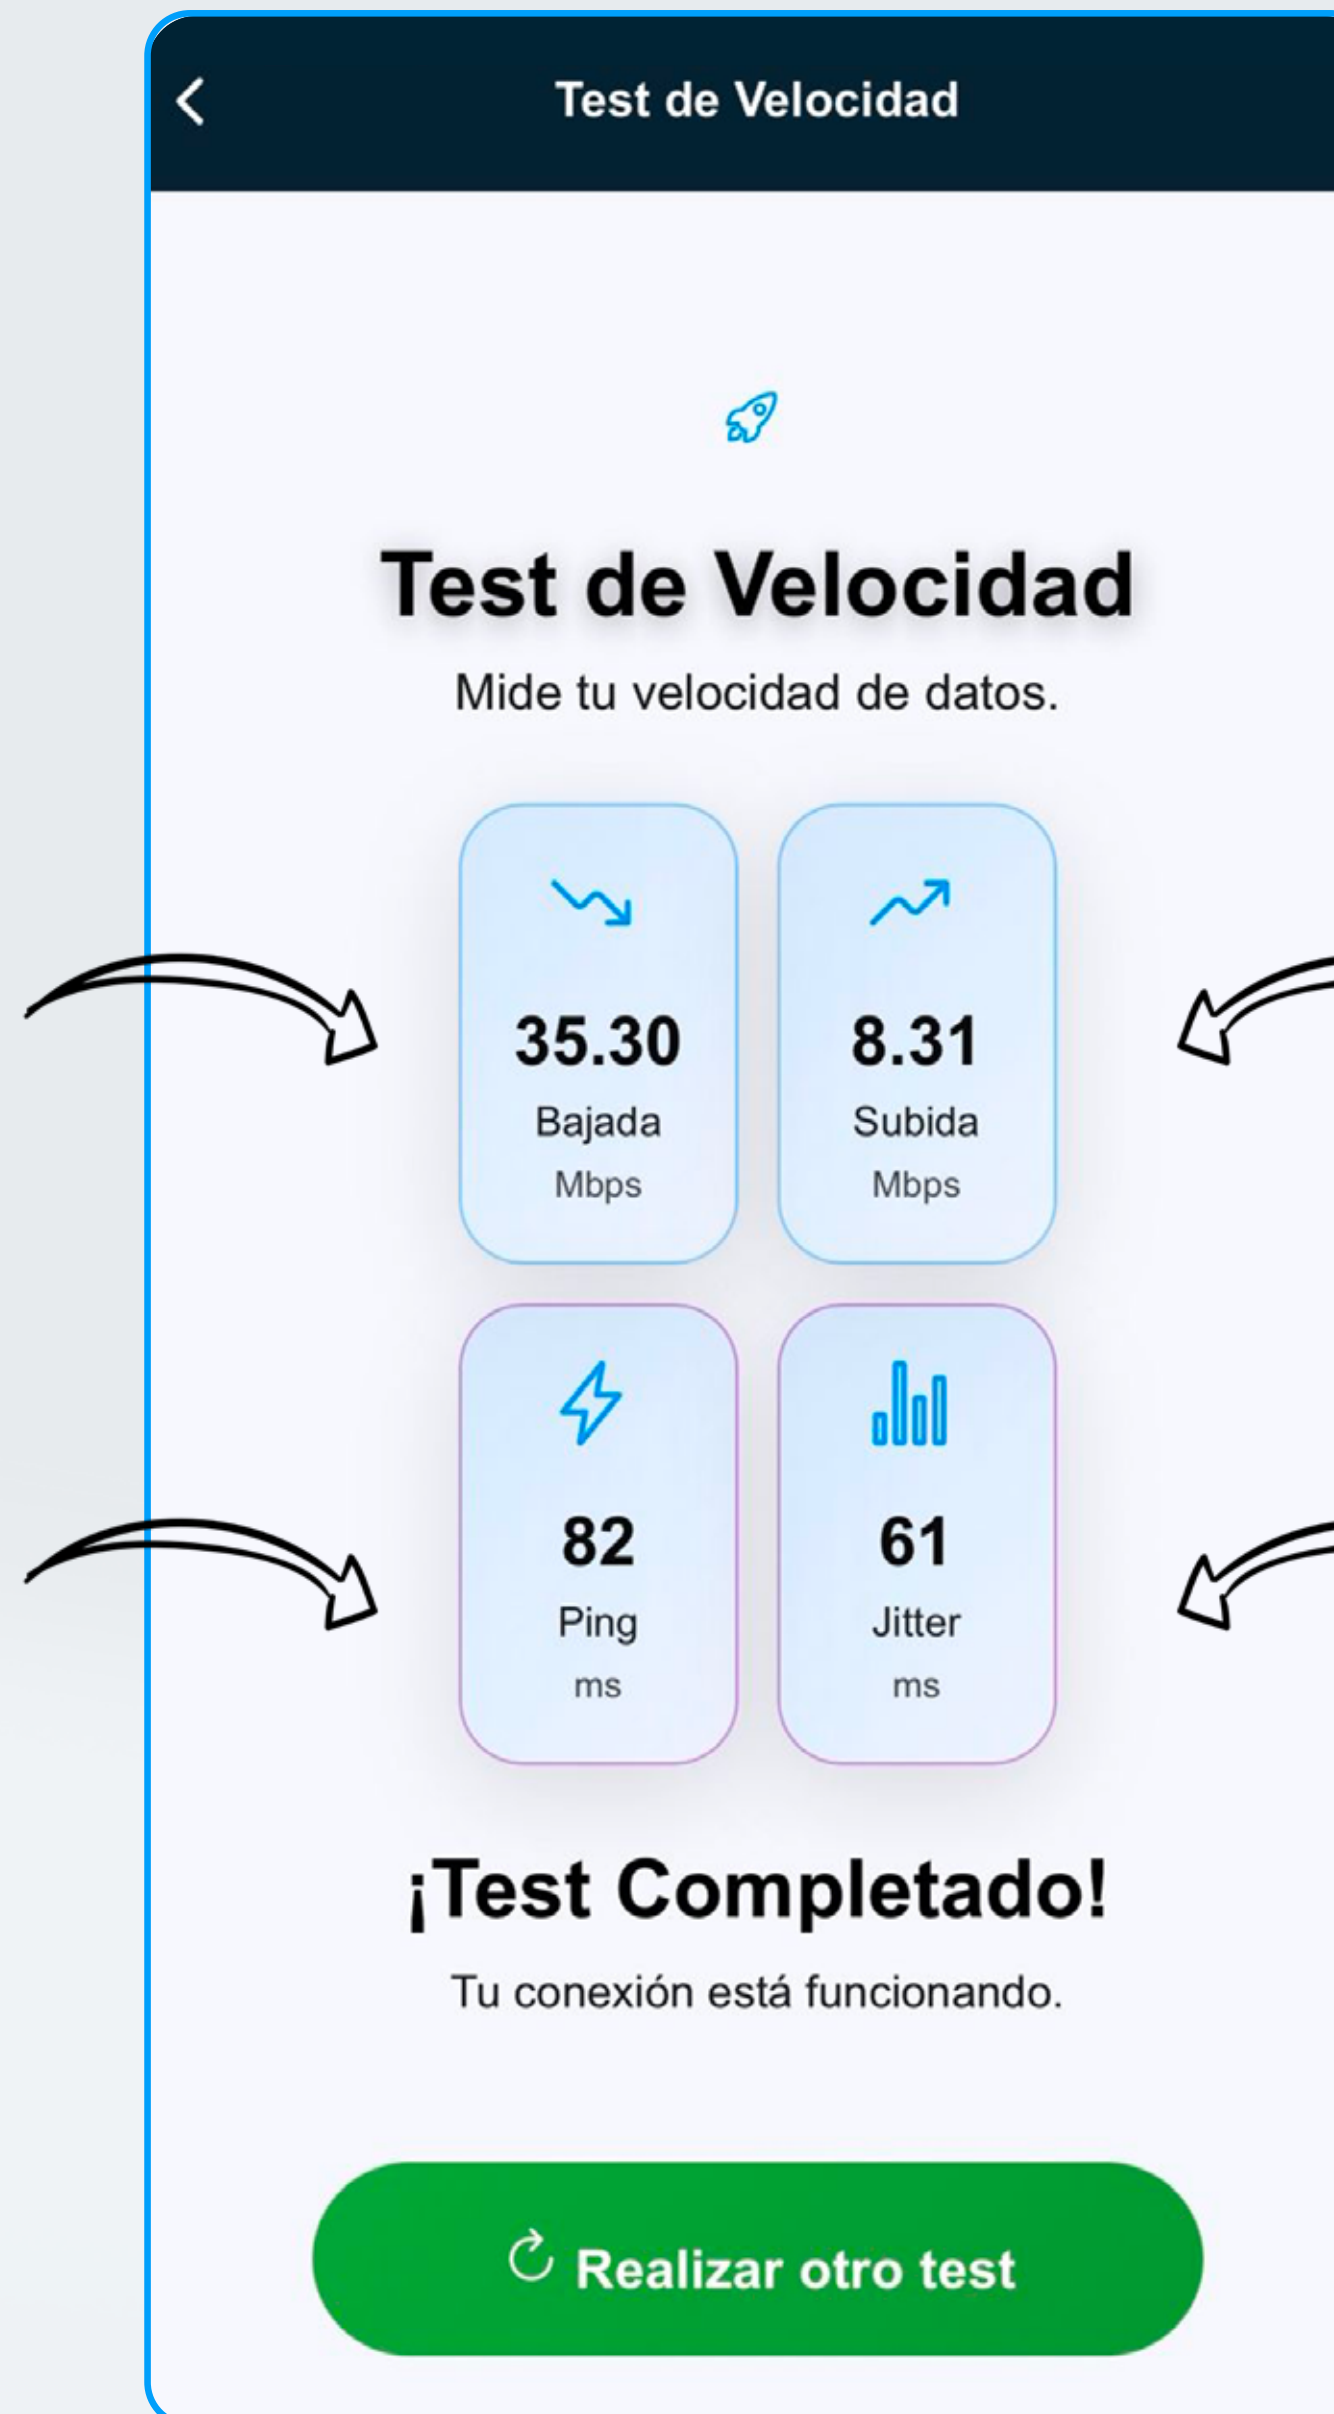 Test de Velocidad
Test de Velocidad
Mide tu velocidad de datos.
35.30
Bajada
Mbps
8.31
Subida
Mbps
82
Ping
ms
61
Jitter
ms
¡Test Completado!
Tu conexión está funcionando.
Realizar otro test